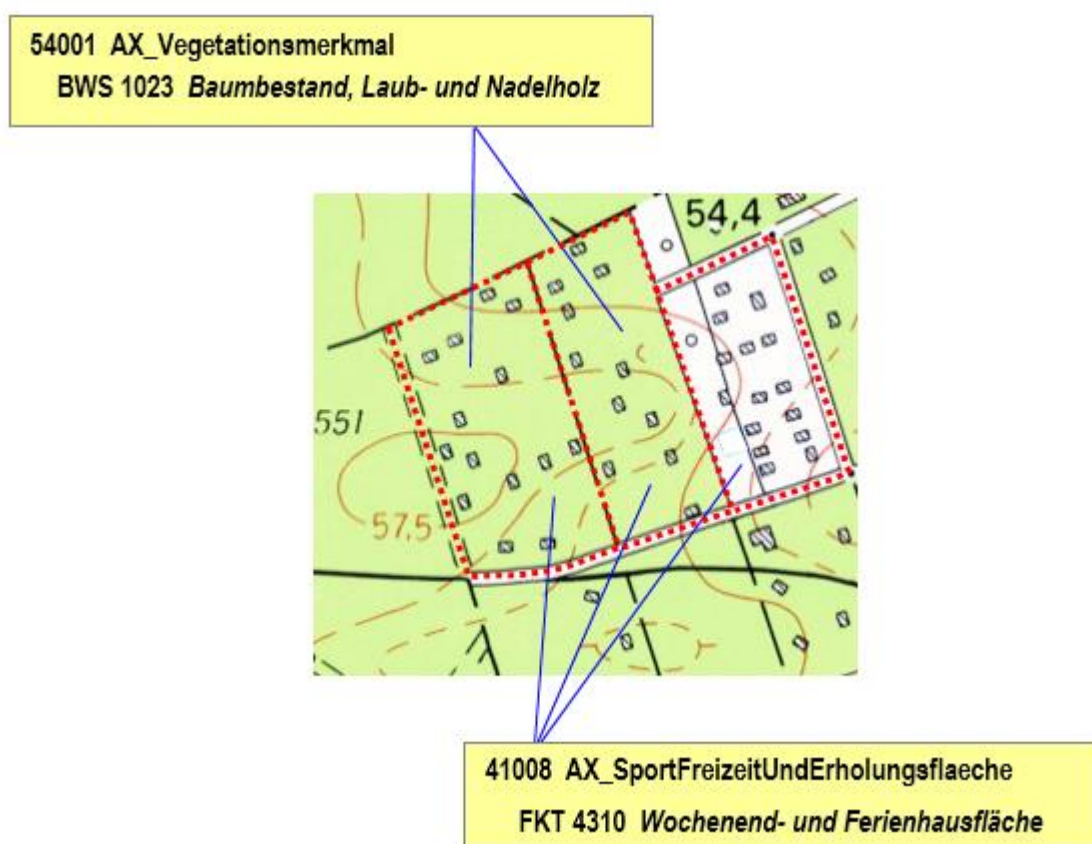 54001 AX_Vegetationsmerkmal
BWS 1023 Baumbestand, Laub- und Nadelholz
54,4
551
57,5
41008 AX_SportFreizeitUndErholungsflaeche
FKT 4310 Wochenend- und Ferienhausfläche